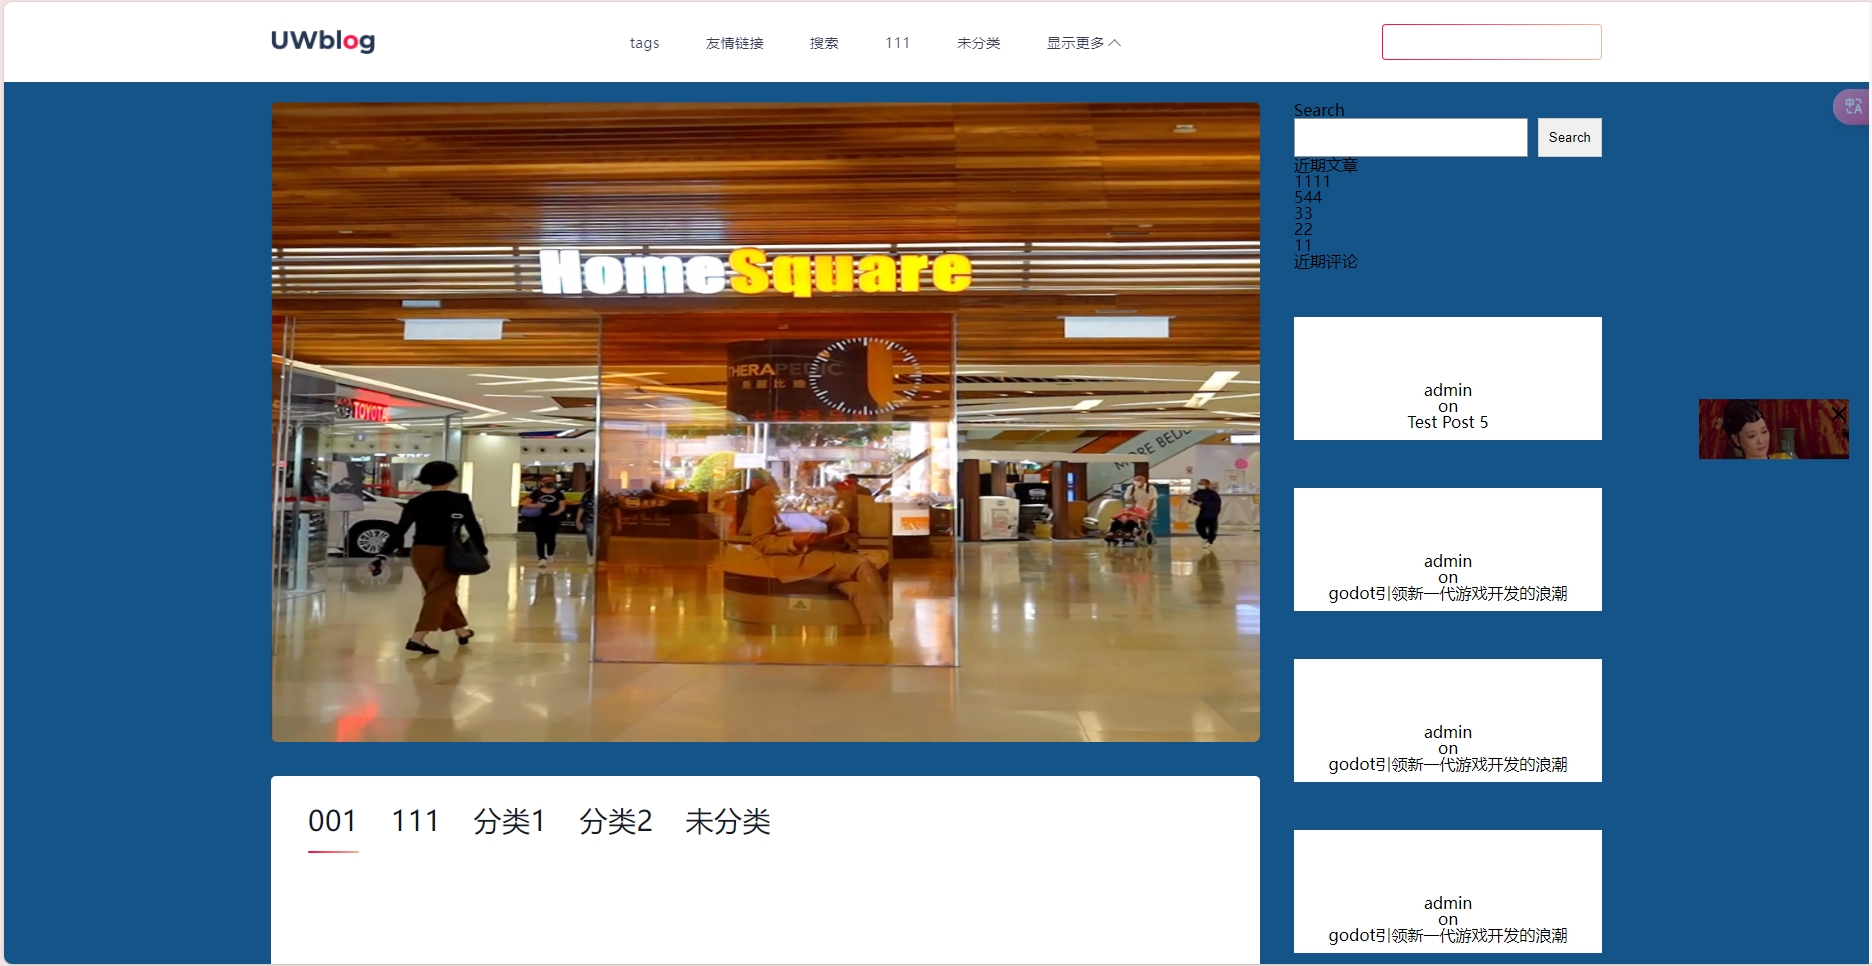 UWblog
tags
友情链接
搜索
111
未分类
显示更多
HomeSquare
THERAPEDIC
TOYOTA
Search
Search
近期文章
1111
544
33
22
11
近期评论
admin
on
Test Post 5
admin
on
godot引领新一代游戏开发的浪潮
admin
on
godot引领新一代游戏开发的浪潮
admin
on
godot引领新一代游戏开发的浪潮
001
111
分类1
分类2
未分类